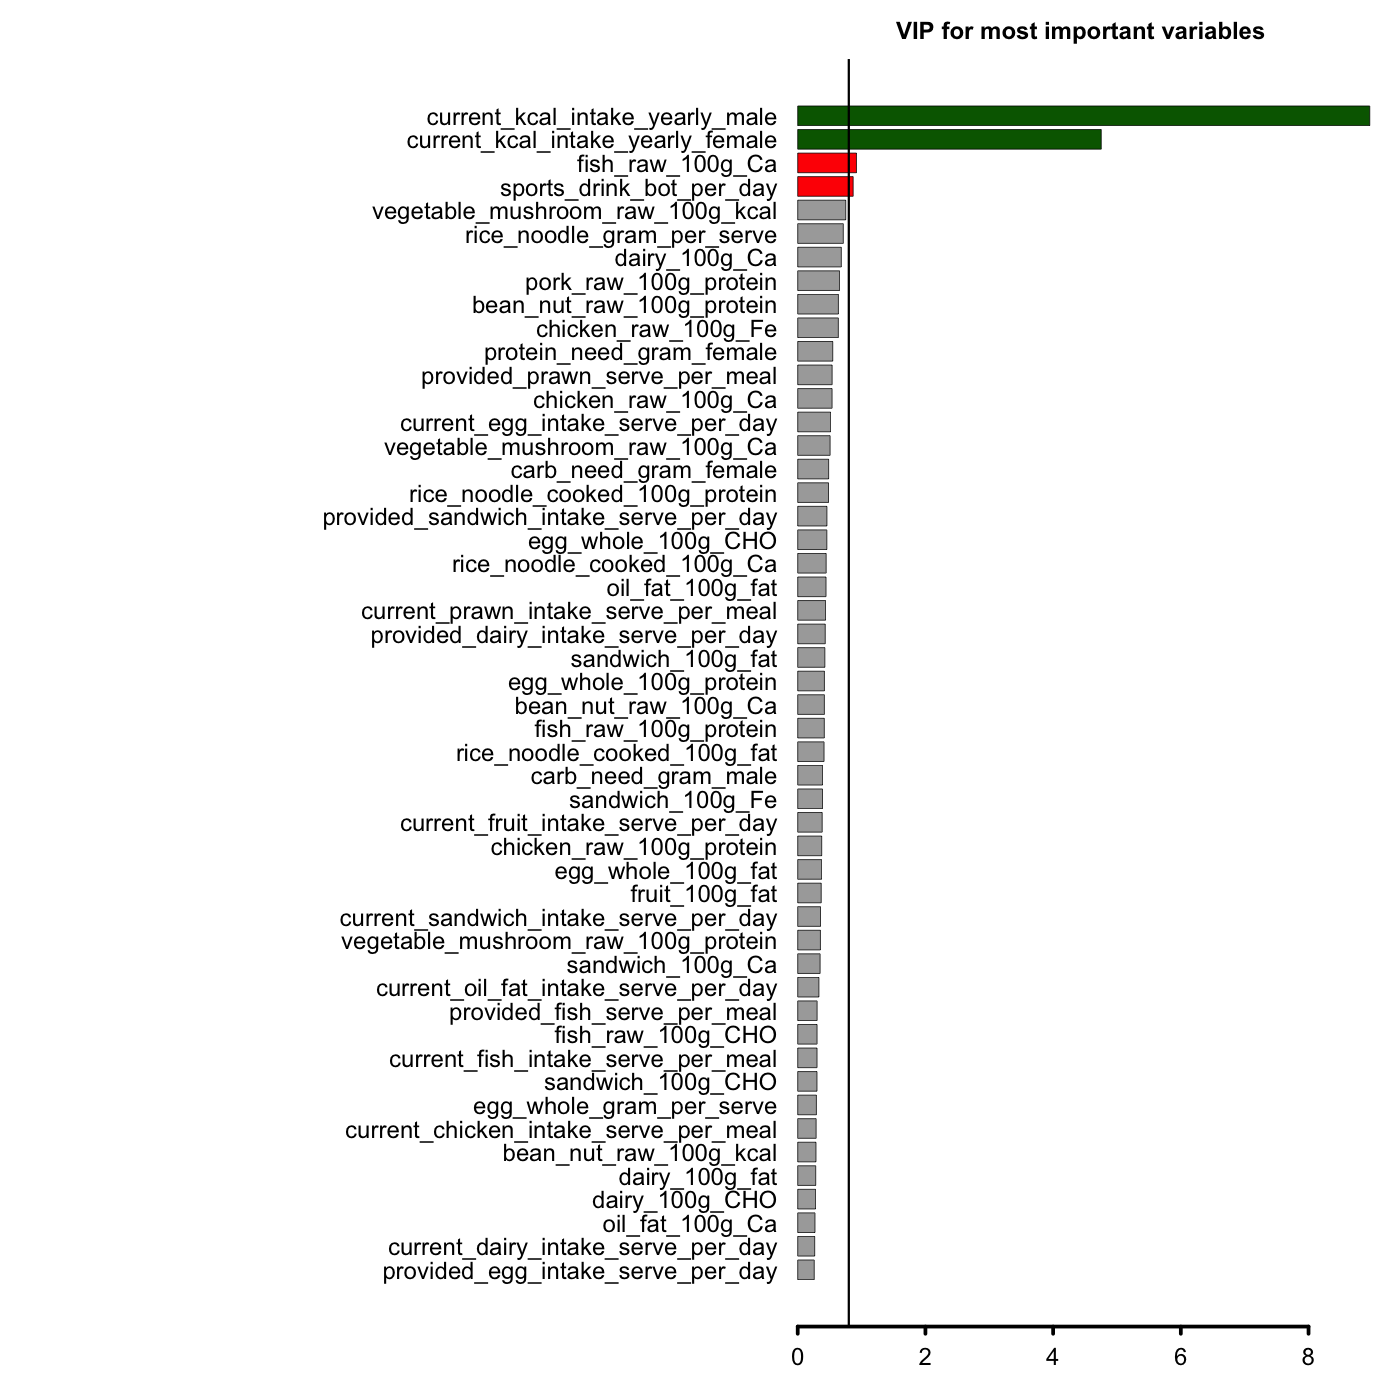 VIP for most important variables
current_kcal_intake_yearly_male
current_kcal_intake_yearly_female
fish_raw_100g_Ca
sports_drink_bot_per_day
vegetable_mushroom_raw_100g_kcal
rice_noodle_gram_per_serve
dairy_100g_Ca
pork_raw_100g_protein
bean_nut_raw_100g_protein
chicken_raw_100g_Fe
protein_need_gram_female
provided_prawn_serve_per_meal
chicken_raw_100g_Ca
current_egg_intake_serve_per_day
vegetable_mushroom_raw_100g_Ca
carb_need_gram_female
rice_noodle_cooked_100g_protein
provided_sandwich_intake_serve_per_day
egg_whole_100g_CHO
rice_noodle_cooked_100g_Ca
oil_fat_100g_fat
current_prawn_intake_serve_per_meal
provided_dairy_intake_serve_per_day
sandwich_100g_fat
egg_whole_100g_protein
bean_nut_raw_100g_Ca
fish_raw_100g_protein
rice_noodle_cooked_100g_fat
carb_need_gram_male
sandwich_100g_Fe
current_fruit_intake_serve_per_day
chicken_raw_100g_protein
egg_whole_100g_fat
fruit_100g_fat
current_sandwich_intake_serve_per_day
vegetable_mushroom_raw_100g_protein
sandwich_100g_Ca
current_oil_fat_intake_serve_per_day
provided_fish_serve_per_meal
fish_raw_100g_CHO
current_fish_intake_serve_per_meal
sandwich_100g_CHO
egg_whole_gram_per_serve
current_chicken_intake_serve_per_meal
bean_nut_raw_100g_kcal
dairy_100g_fat
dairy_100g_CHO
oil_fat_100g_Ca
current_dairy_intake_serve_per_day
provided_egg_intake_serve_per_day
0 2 4 6 8